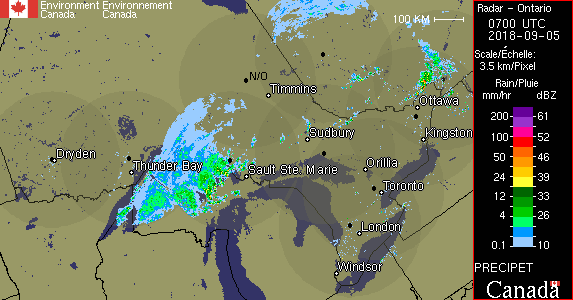 Environment Environnement
Canada Canada
100 KM
N/O
Timmins
Ottawa
Sudbury
Kingston
Dryden
Thunder Bay
Sault Ste. Marie
Orillia
Toronto
London
Windsor
Radar - Ontario
0700 UTC
2018-09-05
Scale/Échelle:
3.5 km/Pixel
Rain/Pluie
mm/hr dBZ
200 61
100 52
50 46
24 39
12 33
4 26
0.1 10
PRECIPET
Canada